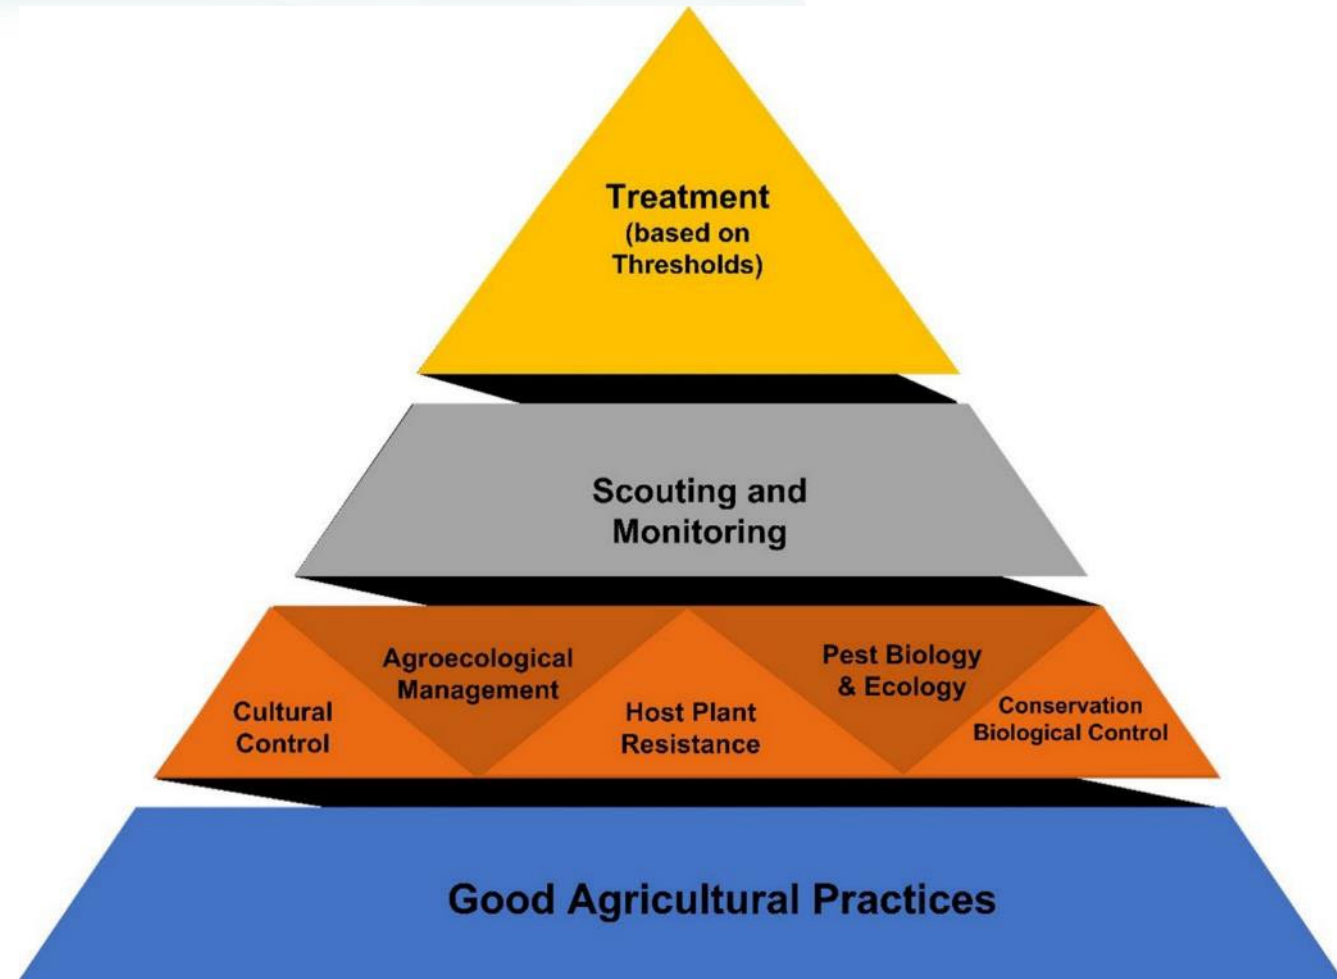 Treatment
(based on
Thresholds)
Scouting and
Monitoring
Cultural
Control
Agroecological
Management
Host Plant
Resistance
Pest Biology
& Ecology
Conservation
Biological Control
Good Agricultural Practices